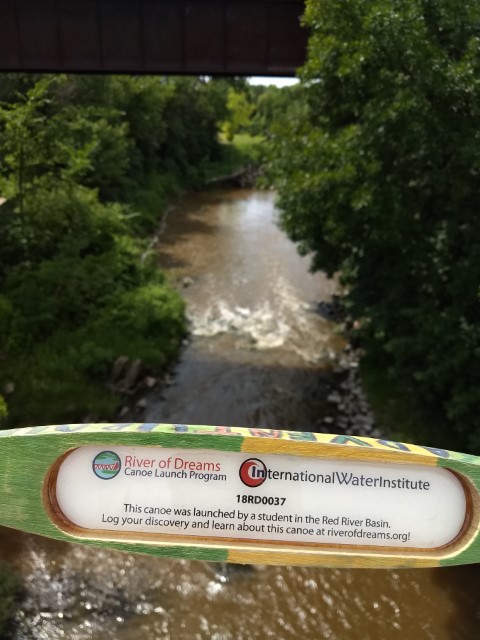 River of Dreams
Canoe Launch Program
InternationalWaterInstitute
18RD0037
This canoe was launched by a student in the Red River Basin.
Log your discovery and learn about this canoe at riverofdreams.org!